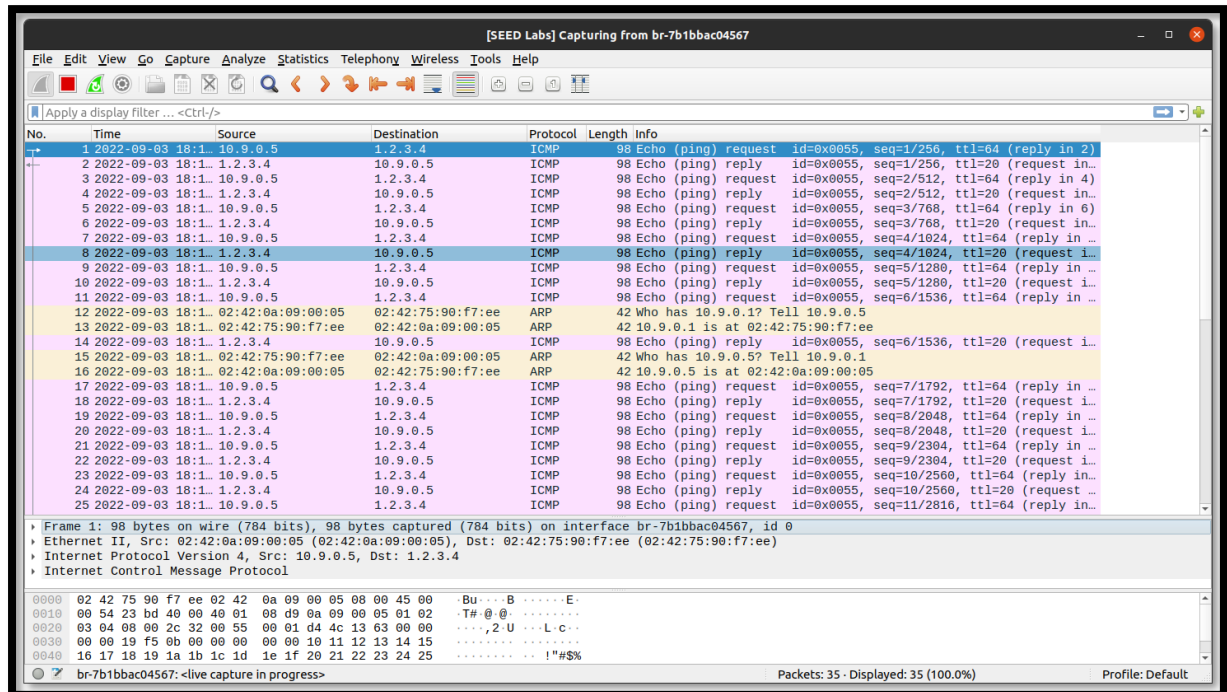 [SEED Labs] Capturing from br-7b1bbac04567
File Edit View Go Capture Analyze Statistics Telephony Wireless Tools Help
Apply a display filter … <Ctrl-/>
No. Time Source Destination Protocol Length Info
1 2022-09-03 18:1… 10.9.0.5 1.2.3.4 ICMP 98 Echo (ping) request id=0x0055, seq=1/256, ttl=64 (reply in 2)
2 2022-09-03 18:1… 1.2.3.4 10.9.0.5 ICMP 98 Echo (ping) reply id=0x0055, seq=1/256, ttl=20 (request in…
3 2022-09-03 18:1… 10.9.0.5 1.2.3.4 ICMP 98 Echo (ping) request id=0x0055, seq=2/512, ttl=64 (reply in 4)
4 2022-09-03 18:1… 1.2.3.4 10.9.0.5 ICMP 98 Echo (ping) reply id=0x0055, seq=2/512, ttl=20 (request in…
5 2022-09-03 18:1… 10.9.0.5 1.2.3.4 ICMP 98 Echo (ping) request id=0x0055, seq=3/768, ttl=64 (reply in 6)
6 2022-09-03 18:1… 1.2.3.4 10.9.0.5 ICMP 98 Echo (ping) reply id=0x0055, seq=3/768, ttl=20 (request in…
7 2022-09-03 18:1… 10.9.0.5 1.2.3.4 ICMP 98 Echo (ping) request id=0x0055, seq=4/1024, ttl=64 (reply in …
8 2022-09-03 18:1… 1.2.3.4 10.9.0.5 ICMP 98 Echo (ping) reply id=0x0055, seq=4/1024, ttl=20 (request i…
9 2022-09-03 18:1… 10.9.0.5 1.2.3.4 ICMP 98 Echo (ping) request id=0x0055, seq=5/1280, ttl=64 (reply in …
10 2022-09-03 18:1… 1.2.3.4 10.9.0.5 ICMP 98 Echo (ping) reply id=0x0055, seq=5/1280, ttl=20 (request i…
11 2022-09-03 18:1… 10.9.0.5 1.2.3.4 ICMP 98 Echo (ping) request id=0x0055, seq=6/1536, ttl=64 (reply in …
12 2022-09-03 18:1… 02:42:0a:09:00:05 02:42:75:90:f7:ee ARP 42 Who has 10.9.0.1? Tell 10.9.0.5
13 2022-09-03 18:1… 02:42:75:90:f7:ee 02:42:0a:09:00:05 ARP 42 10.9.0.1 is at 02:42:75:90:f7:ee
14 2022-09-03 18:1… 1.2.3.4 10.9.0.5 ICMP 98 Echo (ping) reply id=0x0055, seq=6/1536, ttl=20 (request i…
15 2022-09-03 18:1… 02:42:75:90:f7:ee 02:42:0a:09:00:05 ARP 42 Who has 10.9.0.5? Tell 10.9.0.1
16 2022-09-03 18:1… 02:42:0a:09:00:05 02:42:75:90:f7:ee ARP 42 10.9.0.5 is at 02:42:0a:09:00:05
17 2022-09-03 18:1… 10.9.0.5 1.2.3.4 ICMP 98 Echo (ping) request id=0x0055, seq=7/1792, ttl=64 (reply in …
18 2022-09-03 18:1… 1.2.3.4 10.9.0.5 ICMP 98 Echo (ping) reply id=0x0055, seq=7/1792, ttl=20 (request i…
19 2022-09-03 18:1… 10.9.0.5 1.2.3.4 ICMP 98 Echo (ping) request id=0x0055, seq=8/2048, ttl=64 (reply in …
20 2022-09-03 18:1… 1.2.3.4 10.9.0.5 ICMP 98 Echo (ping) reply id=0x0055, seq=8/2048, ttl=20 (request i…
21 2022-09-03 18:1… 10.9.0.5 1.2.3.4 ICMP 98 Echo (ping) request id=0x0055, seq=9/2304, ttl=64 (reply in …
22 2022-09-03 18:1… 1.2.3.4 10.9.0.5 ICMP 98 Echo (ping) reply id=0x0055, seq=9/2304, ttl=20 (request i…
23 2022-09-03 18:1… 10.9.0.5 1.2.3.4 ICMP 98 Echo (ping) request id=0x0055, seq=10/2560, ttl=64 (reply in…
24 2022-09-03 18:1… 1.2.3.4 10.9.0.5 ICMP 98 Echo (ping) reply id=0x0055, seq=10/2560, ttl=20 (request …
25 2022-09-03 18:1… 10.9.0.5 1.2.3.4 ICMP 98 Echo (ping) request id=0x0055, seq=11/2816, ttl=64 (reply in…
Frame 1: 98 bytes on wire (784 bits), 98 bytes captured (784 bits) on interface br-7b1bbac04567, id 0
Ethernet II, Src: 02:42:0a:09:00:05 (02:42:0a:09:00:05), Dst: 02:42:75:90:f7:ee (02:42:75:90:f7:ee)
Internet Protocol Version 4, Src: 10.9.0.5, Dst: 1.2.3.4
Internet Control Message Protocol
0000 02 42 75 90 f7 ee 02 42 0a 09 00 05 08 00 45 00 ·Bu····B ······E·
0010 00 54 23 bd 40 00 40 01 08 d9 0a 09 00 05 01 02 ·T#·@·@· ········
0020 03 04 08 00 2c 32 00 55 00 01 d4 4c 13 63 00 00 ····,2·U ···L·c··
0030 00 00 19 f5 0b 00 00 00 00 00 10 11 12 13 14 15 ········ ········
0040 16 17 18 19 1a 1b 1c 1d 1e 1f 20 21 22 23 24 25 ········ ·· !"#$%
br-7b1bbac04567: <live capture in progress> Packets: 35 · Displayed: 35 (100.0%) Profile: Default